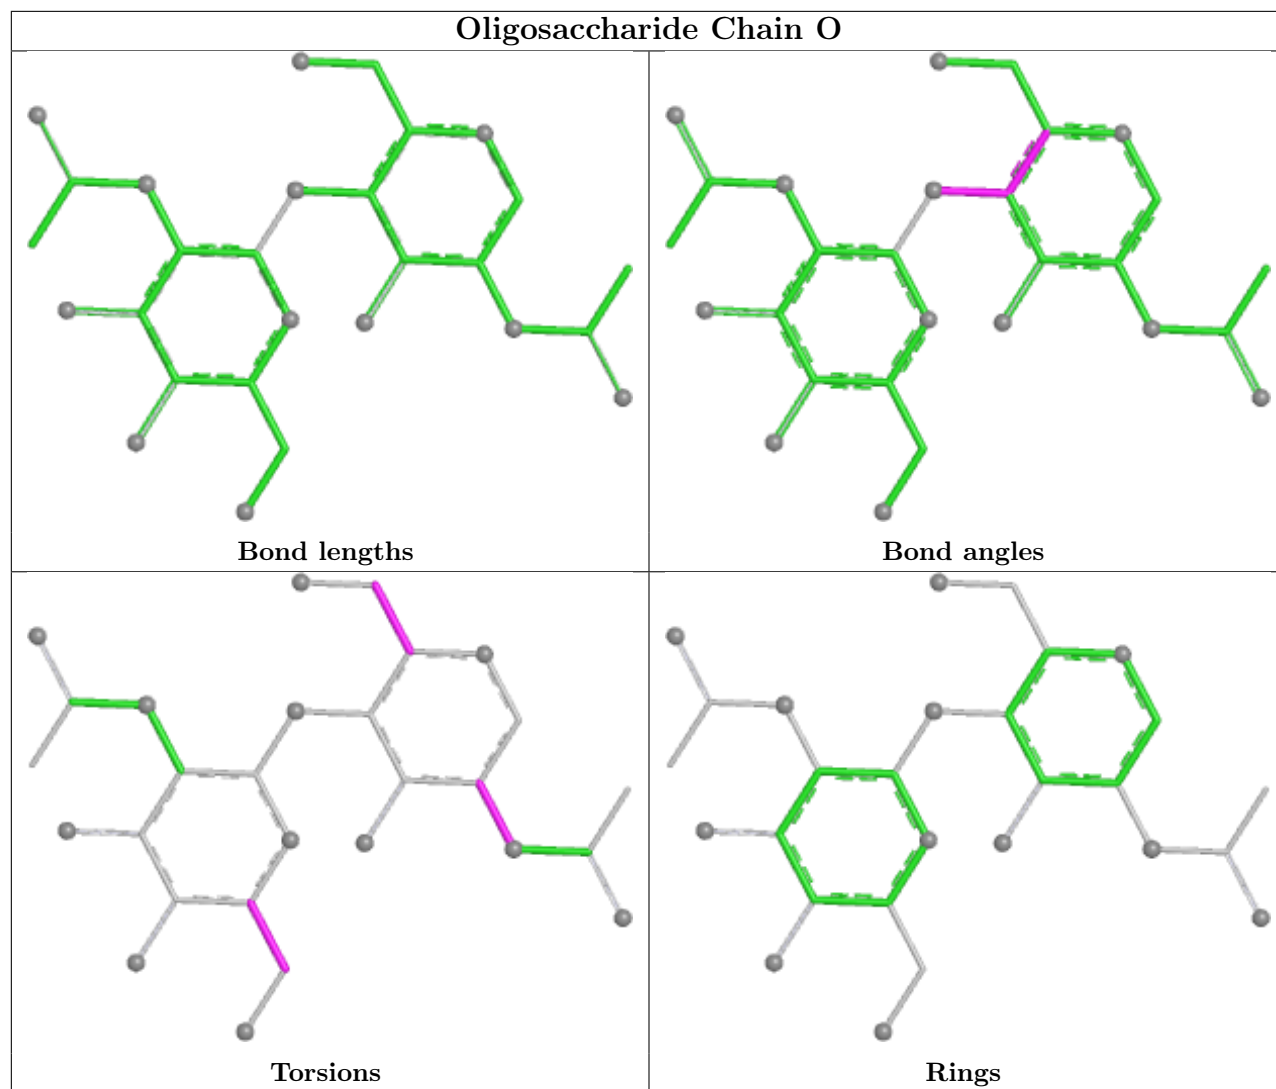 Oligosaccharide Chain O
Bond lengths
Bond angles
Torsions
Rings